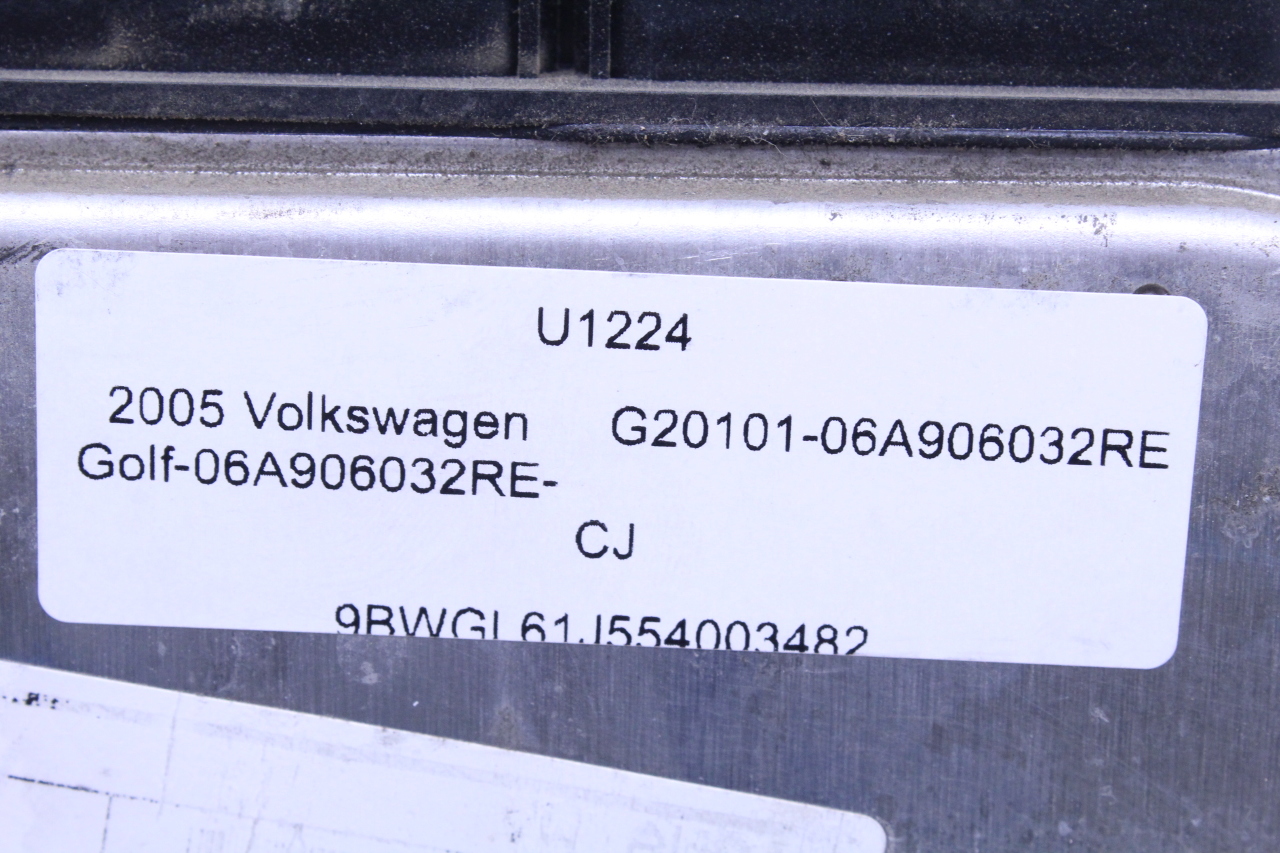 U1224
2005 Volkswagen G20101-06A906032RE
Golf-06A906032RE-
CJ
9BWGL61J554003482